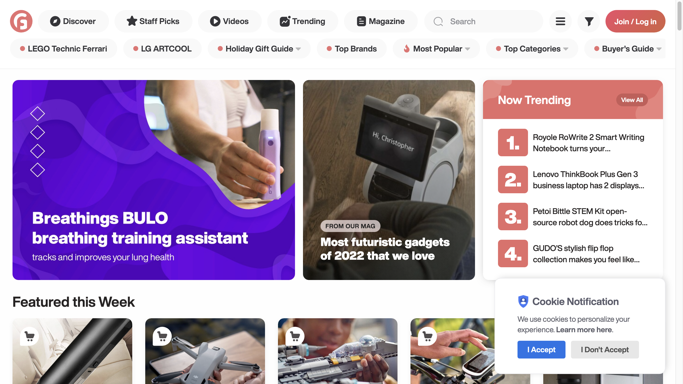 Discover
Staff Picks
Videos
Trending
Magazine
Search
Join / Log in
LEGO Technic Ferrari
LG ARTCOOL
Holiday Gift Guide
Top Brands
Most Popular
Top Categories
Buyer's Guide
Breathings BULO
breathing training assistant
tracks and improves your lung health
Hi, Christopher
FROM OUR MAG
Most futuristic gadgets
of 2022 that we love
Now Trending
View All
1.
Royole RoWrite 2 Smart Writing
Notebook turns your...
2.
Lenovo ThinkBook Plus Gen 3
business laptop has 2 displays...
3.
Petoi Bittle STEM Kit open-
source robot dog does tricks fo...
4.
GUDO'S stylish flip flop
collection makes you feel like...
Featured this Week
Cookie Notification
We use cookies to personalize your
experience. Learn more here.
I Accept
I Don't Accept